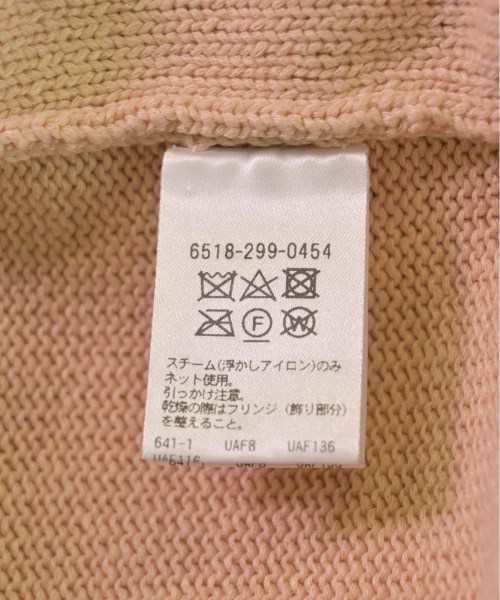 6518-299-0454
F W
スチーム(浮かしアイロン)のみ
ネット使用。
引っかけ注意。
乾燥の際はフリンジ(飾り部分)
を整えること。
641-1 UAF8 UAF136